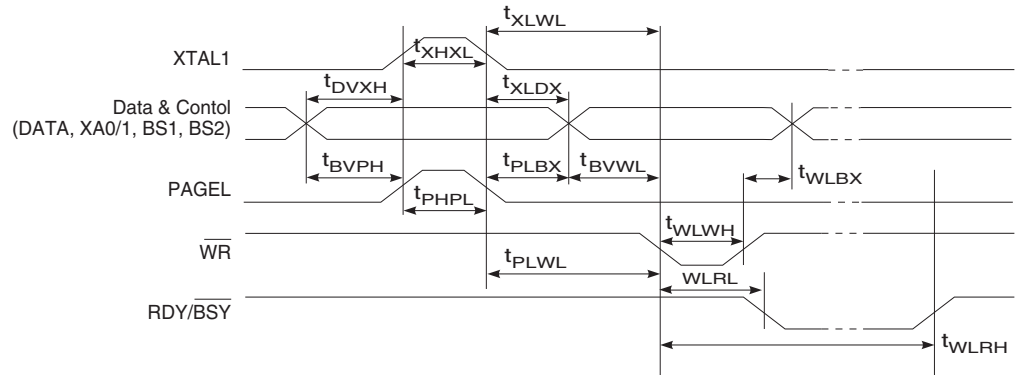 tXLWL
XTAL1
tXHXL
tDVXH
tXLDX
Data & Contol
(DATA, XA0/1, BS1, BS2)
tBVPH
tPLBX
tBVWL
tWLBX
PAGEL
tPHPL
tWLWH
WR
tPLWL
WLRL
RDY/BSY
tWLRH